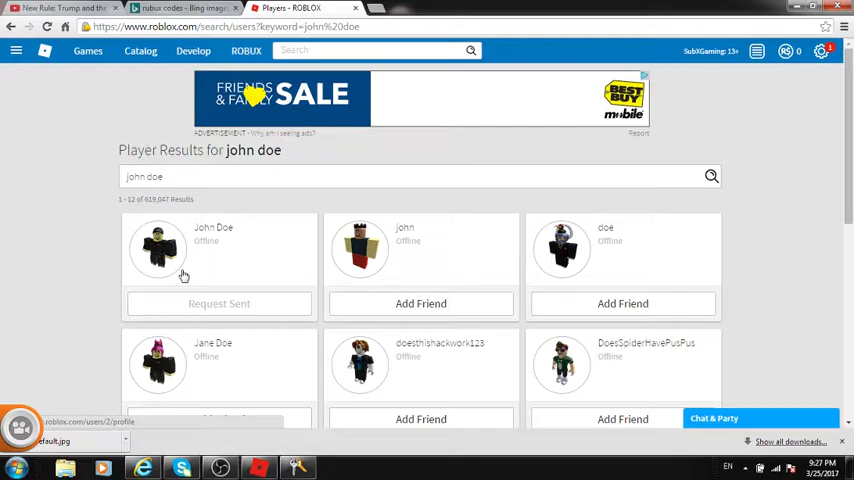 New Rule: Trump and the
rubux codes - Bing image
Players - ROBLOX
https://www.roblox.com/search/users?keyword=john%20doe
Games
Catalog
Develop
ROBUX
Search
SubXGaming: 13+
R$ 0
1
FRIENDS & FAMILY SALE
BEST BUY mobile
ADVERTISEMENT - Why am I seeing ads?
Report
Player Results for john doe
john doe
1 - 12 of 619,047 Results
John Doe
Offline
Request Sent
john
Offline
Add Friend
doe
Offline
Add Friend
Jane Doe
Offline
doesthishackwork123
Offline
Add Friend
DoesSpiderHavePusPus
Offline
Add Friend
Chat & Party
w.roblox.com/users/2/profile
default.jpg
Show all downloads...
EN
9:27 PM
3/25/2017